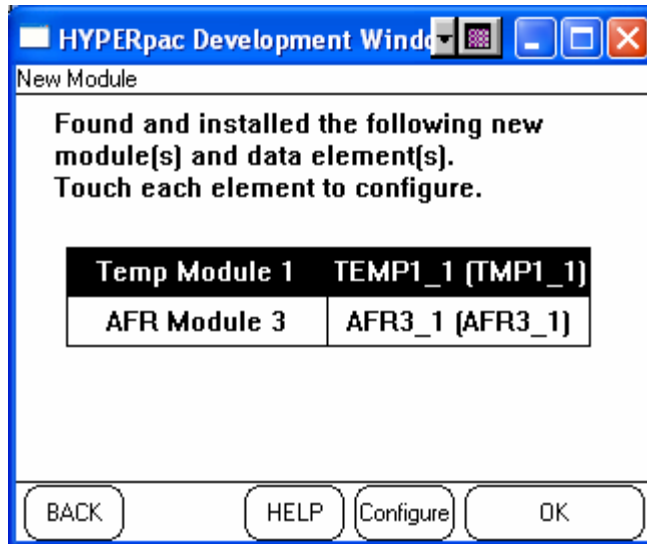 HYPERpac Development Windo
New Module
Found and installed the following new
module(s) and data element(s).
Touch each element to configure.
Temp Module 1 TEMP1_1 (TMP1_1)
AFR Module 3 AFR3_1 (AFR3_1)
BACK HELP Configure OK